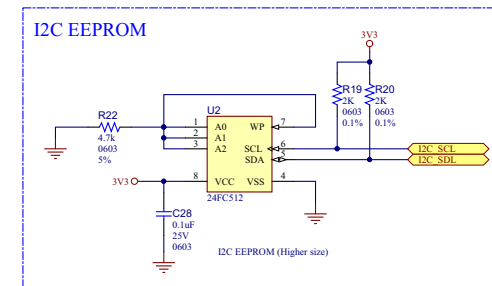 I2C EEPROM
3V3
R19
2K
0603
0.1%
R20
2K
0603
0.1%
R22
4.7k
0603
5%
U2
1 A0 WP 7
2 A1
3 A2 SCL 6
SDA 5
8 VCC VSS 4
24FC512
I2C_SCL
I2C_SDL
3V3
C28
0.1uF
25V
0603
I2C EEPROM (Higher size)